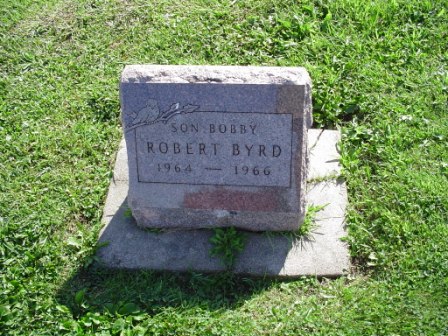 SON BOBBY
ROBERT BYRD
1964 — 1966